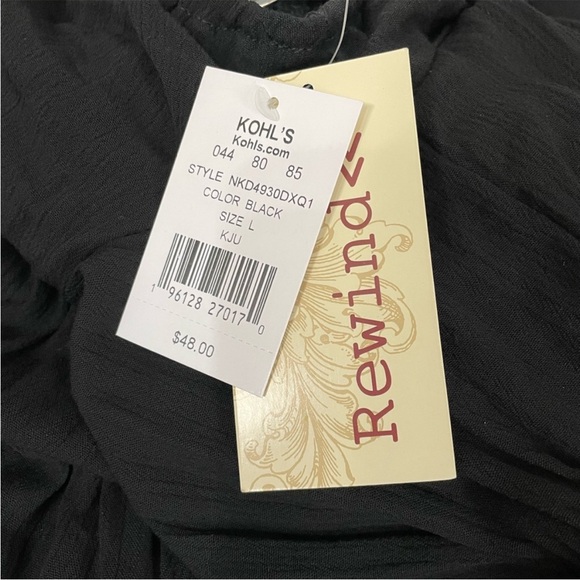 KOHL'S
Kohls.com
044 80 85
STYLE NKD4930DXQ1
COLOR BLACK
SIZE L
KJU
1 96128 27017 0
$48.00
Rewind